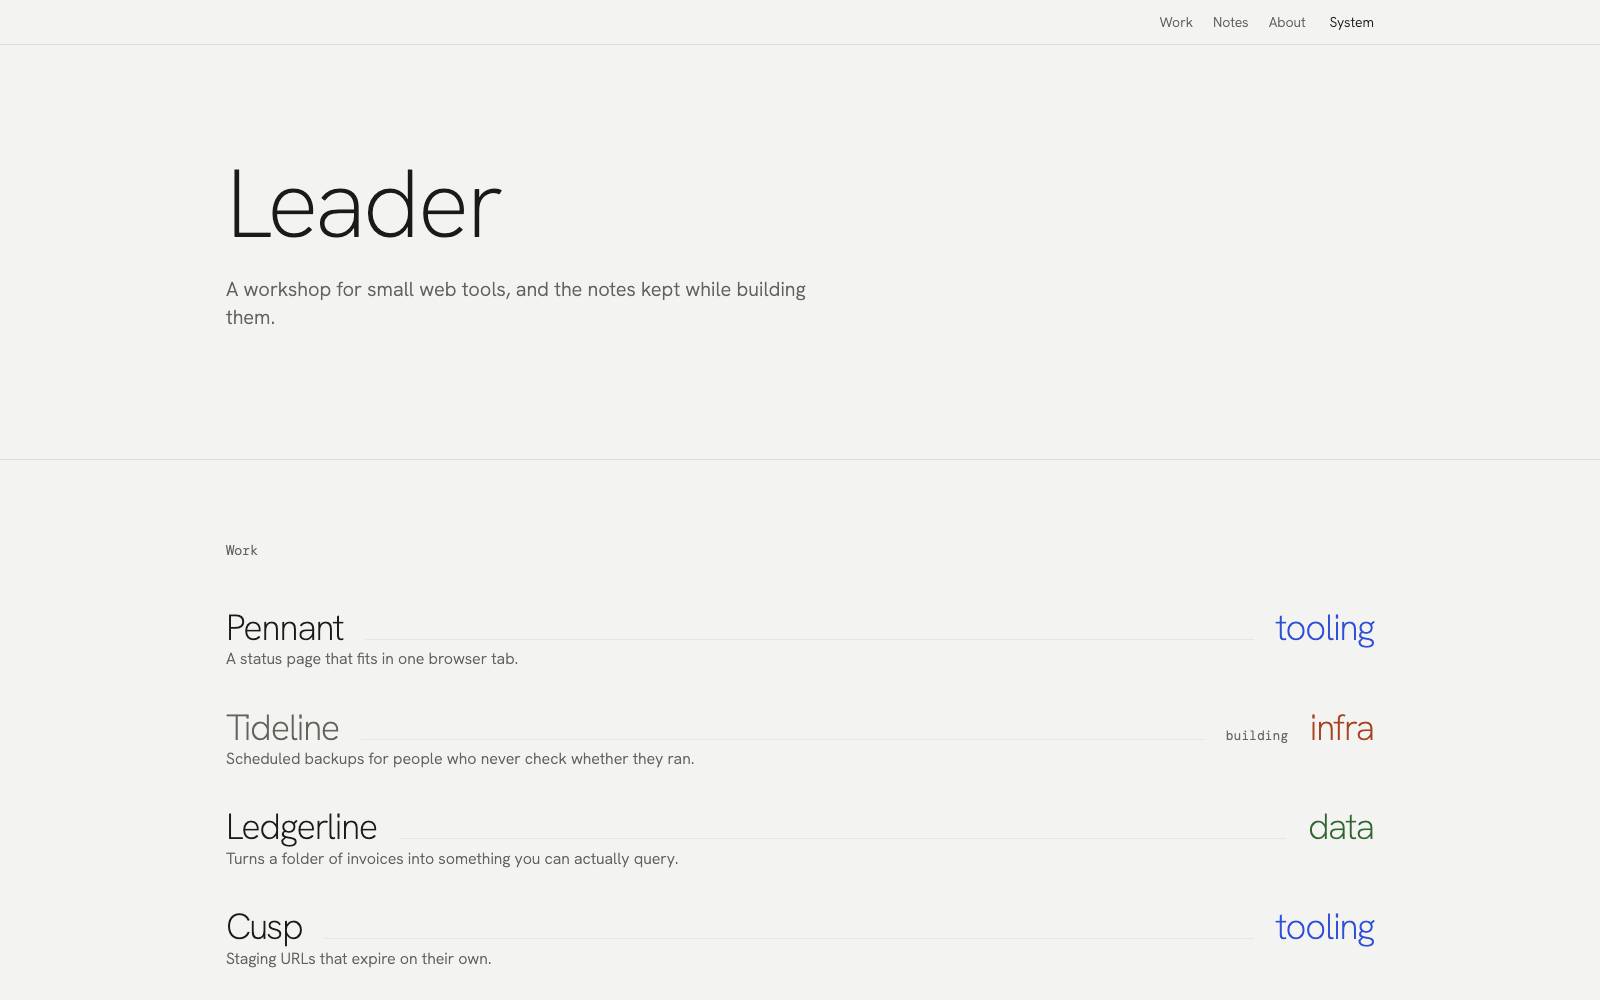 Work Notes About System
Leader
A workshop for small web tools, and the notes kept while building
them.
Work
Pennant tooling
A status page that fits in one browser tab.
Tideline building infra
Scheduled backups for people who never check whether they ran.
Ledgerline data
Turns a folder of invoices into something you can actually query.
Cusp tooling
Staging URLs that expire on their own.